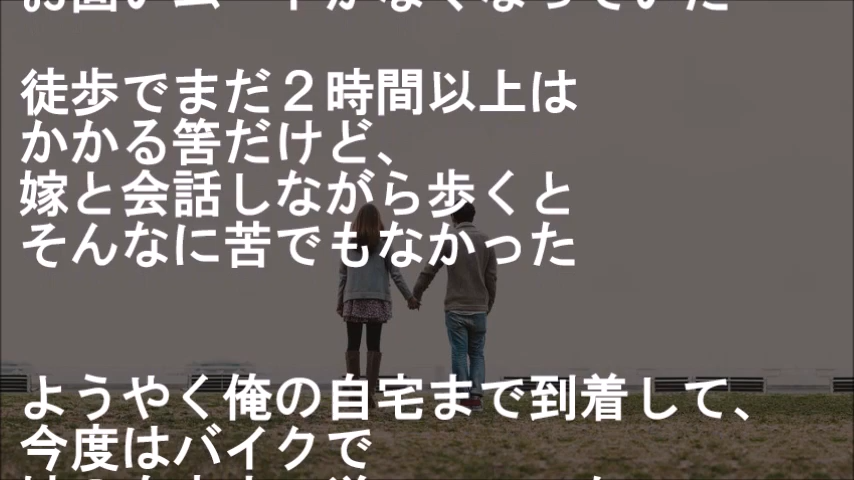 徒歩でまだ２時間以上は
かかる筈だけど、
嫁と会話しながら歩くと
そんなに苦でもなかった
ようやく俺の自宅まで到着して、
今度はバイクで